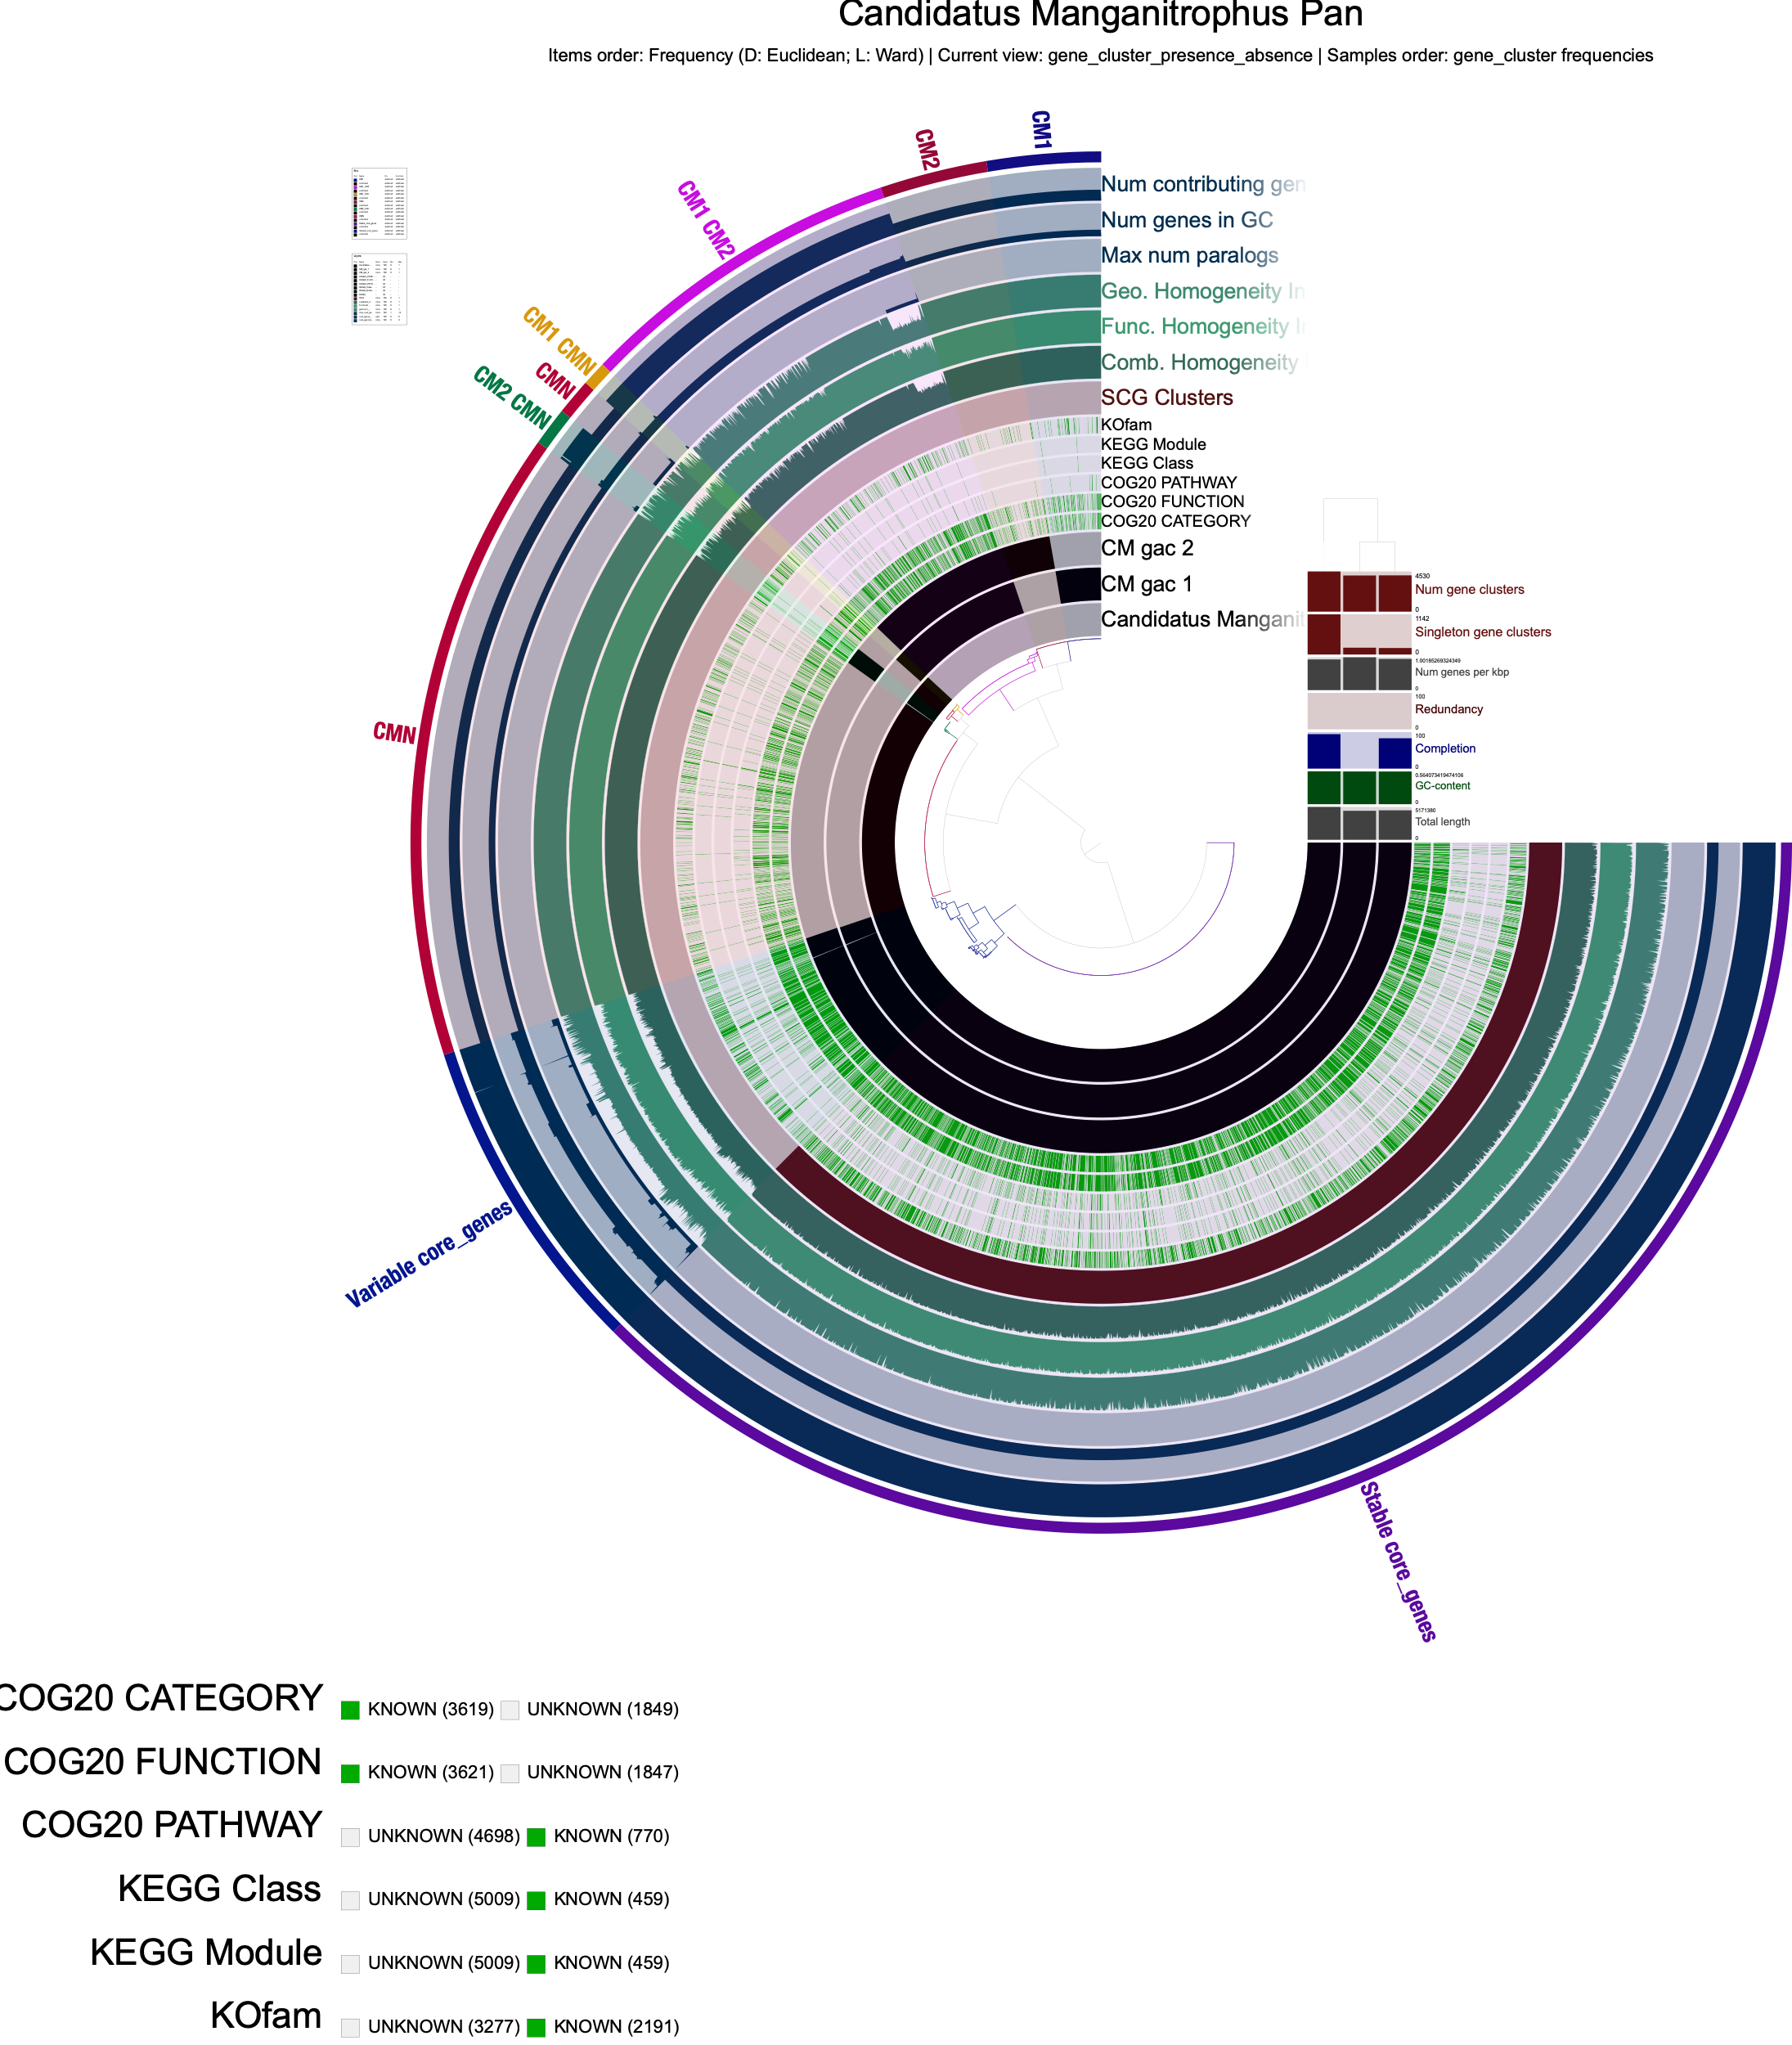 Candidatus Manganitrophus Pan
Items order: Frequency (D: Euclidean; L: Ward) | Current view: gene_cluster_presence_absence | Samples order: gene_cluster frequencies
CM1
CM2
CM1 CM2
CM1 CMN
CMN
CM2 CMN
CMN
Variable core_genes
Stable core_genes
Num contributing gen
Num genes in GC
Max num paralogs
Geo. Homogeneity In
Func. Homogeneity I
Comb. Homogeneity
SCG Clusters
KOfam
KEGG Module
KEGG Class
COG20 PATHWAY
COG20 FUNCTION
COG20 CATEGORY
CM gac 2
CM gac 1
Candidatus Manganit
4530
Num gene clusters
0
1142
Singleton gene clusters
0
1.00185269324349
Num genes per kbp
0
100
Redundancy
0
100
Completion
0
0.564073419474106
GC-content
0
5171380
Total length
0
COG20 CATEGORY KNOWN (3619) UNKNOWN (1849)
COG20 FUNCTION KNOWN (3621) UNKNOWN (1847)
COG20 PATHWAY UNKNOWN (4698) KNOWN (770)
KEGG Class UNKNOWN (5009) KNOWN (459)
KEGG Module UNKNOWN (5009) KNOWN (459)
KOfam UNKNOWN (3277) KNOWN (2191)